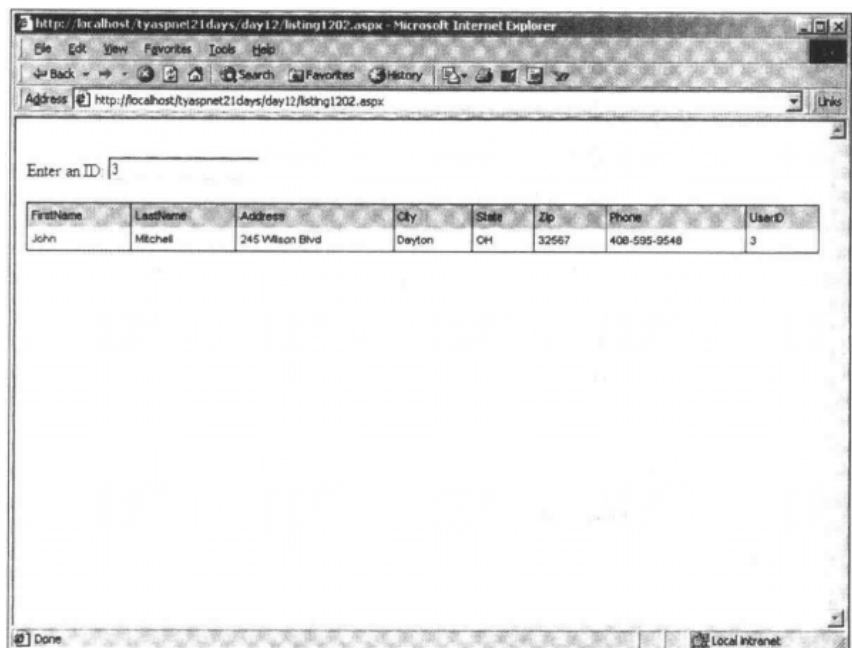 http://localhost/tyaspnet21days/day12/listing1202.aspx - Microsoft Internet Explorer
File Edit View Favorites Tools Help
Back Search Favorites History
Address http://localhost/tyaspnet21days/day12/listing1202.aspx Links
Enter an ID: 3
FirstName LastName Address City State Zip Phone UserID
John Mitchell 245 Wilson Blvd Dayton OH 32567 408-595-9548 3
Done Local intranet